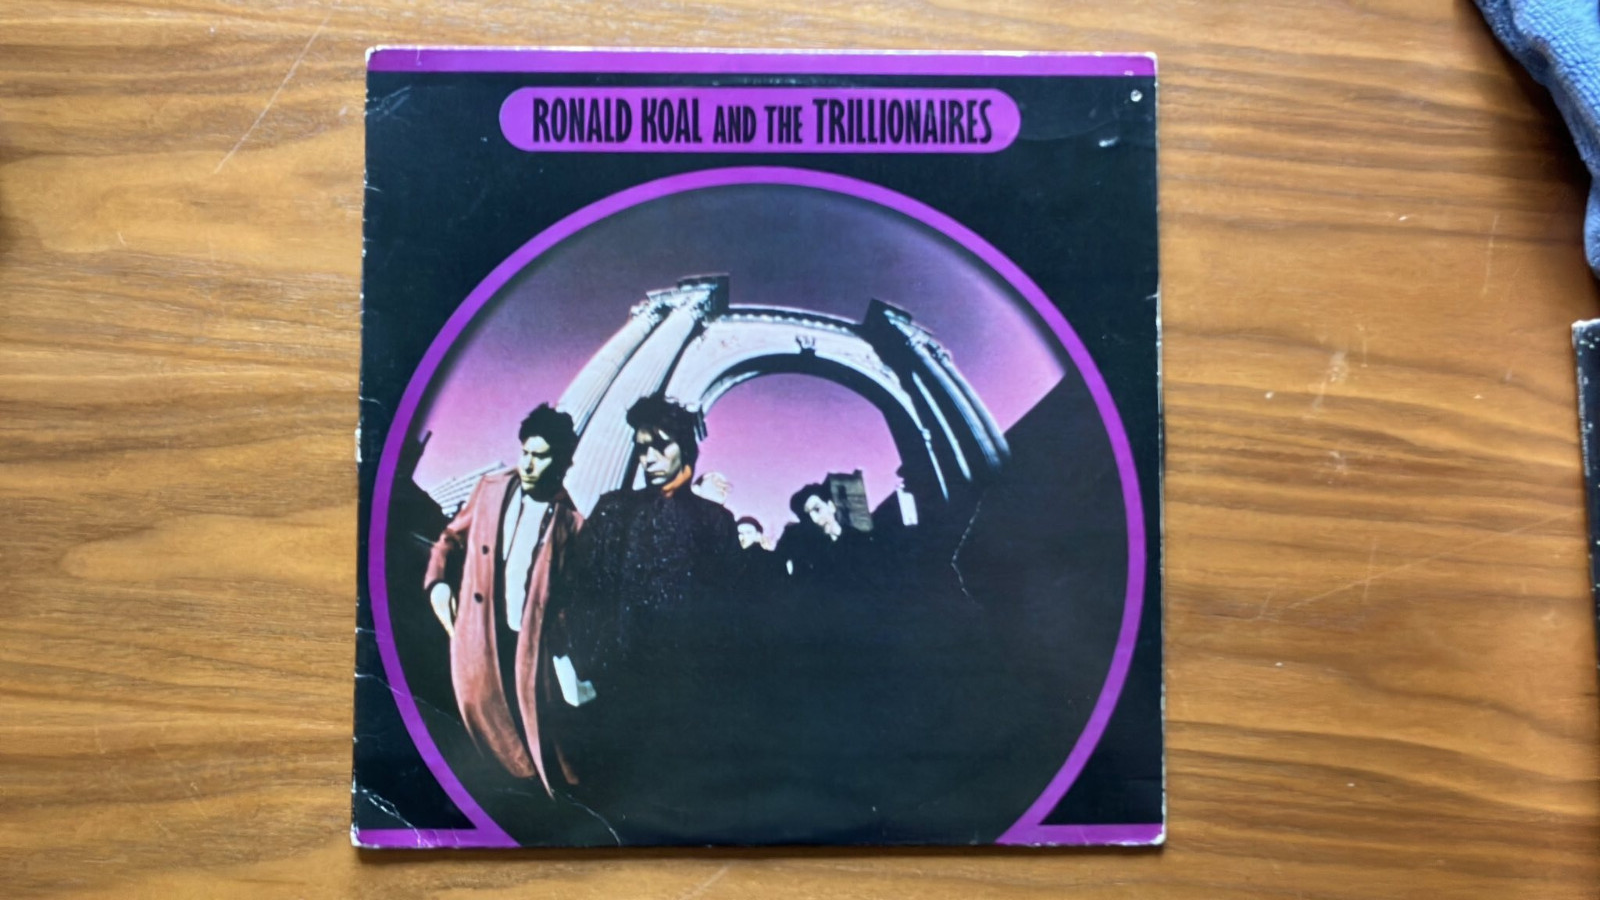 RONALD KOAL AND THE TRILLIONAIRES